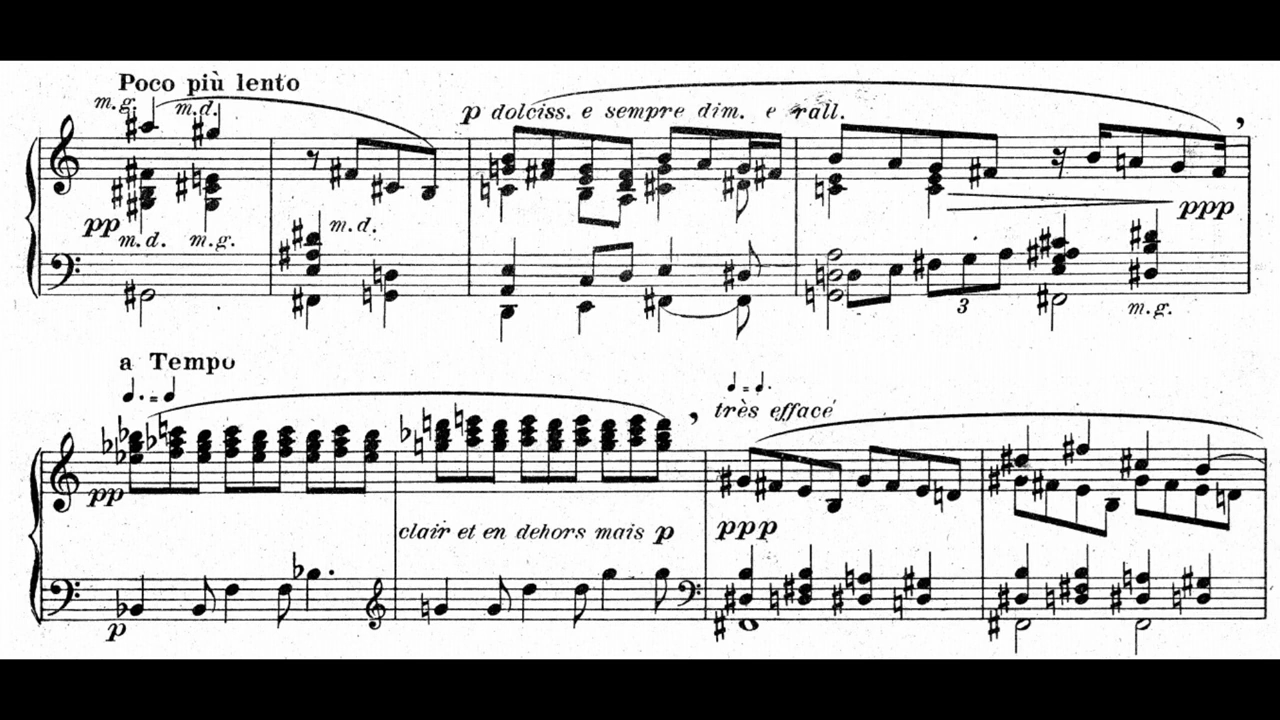 Poco più lento
m.g. m.d.
p dolciss. e sempre dim. e rall.
pp
m.d. m.g.
m.d.
ppp
3
m.g.
a Tempo
très effacé
pp
clair et en dehors mais p
ppp
p